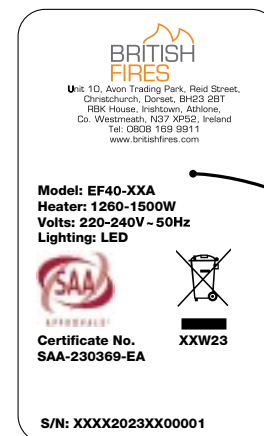 BRITISH
FIRES
Unit 10, Avon Trading Park, Reid Street,
Christchurch, Dorset, BH23 2BT
RBK House, Irishtown, Athlone,
Co. Westmeath, N37 XP52, Ireland
Tel: 0808 169 9911
www.britishfires.com
Model: EF40-XXA
Heater: 1260-1500W
Volts: 220-240V ~ 50Hz
Lighting: LED
SAA
APPROVALS
Certificate No.
SAA-230369-EA
XXW23
S/N: XXXX2023XX00001